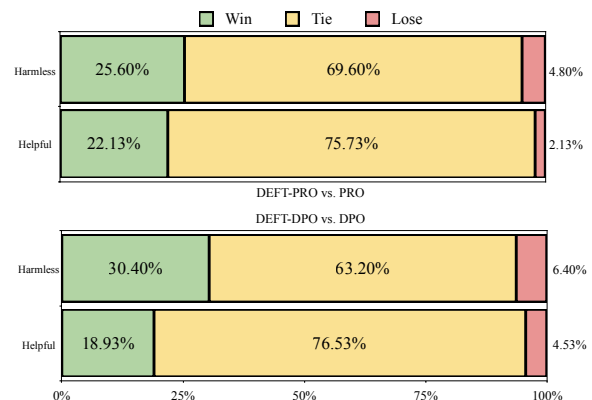 Win Tie Lose
Harmless 25.60% 69.60% 4.80%
Helpful 22.13% 75.73% 2.13%
DEFT-PRO vs. PRO
DEFT-DPO vs. DPO
Harmless 30.40% 63.20% 6.40%
Helpful 18.93% 76.53% 4.53%
0% 25% 50% 75% 100%